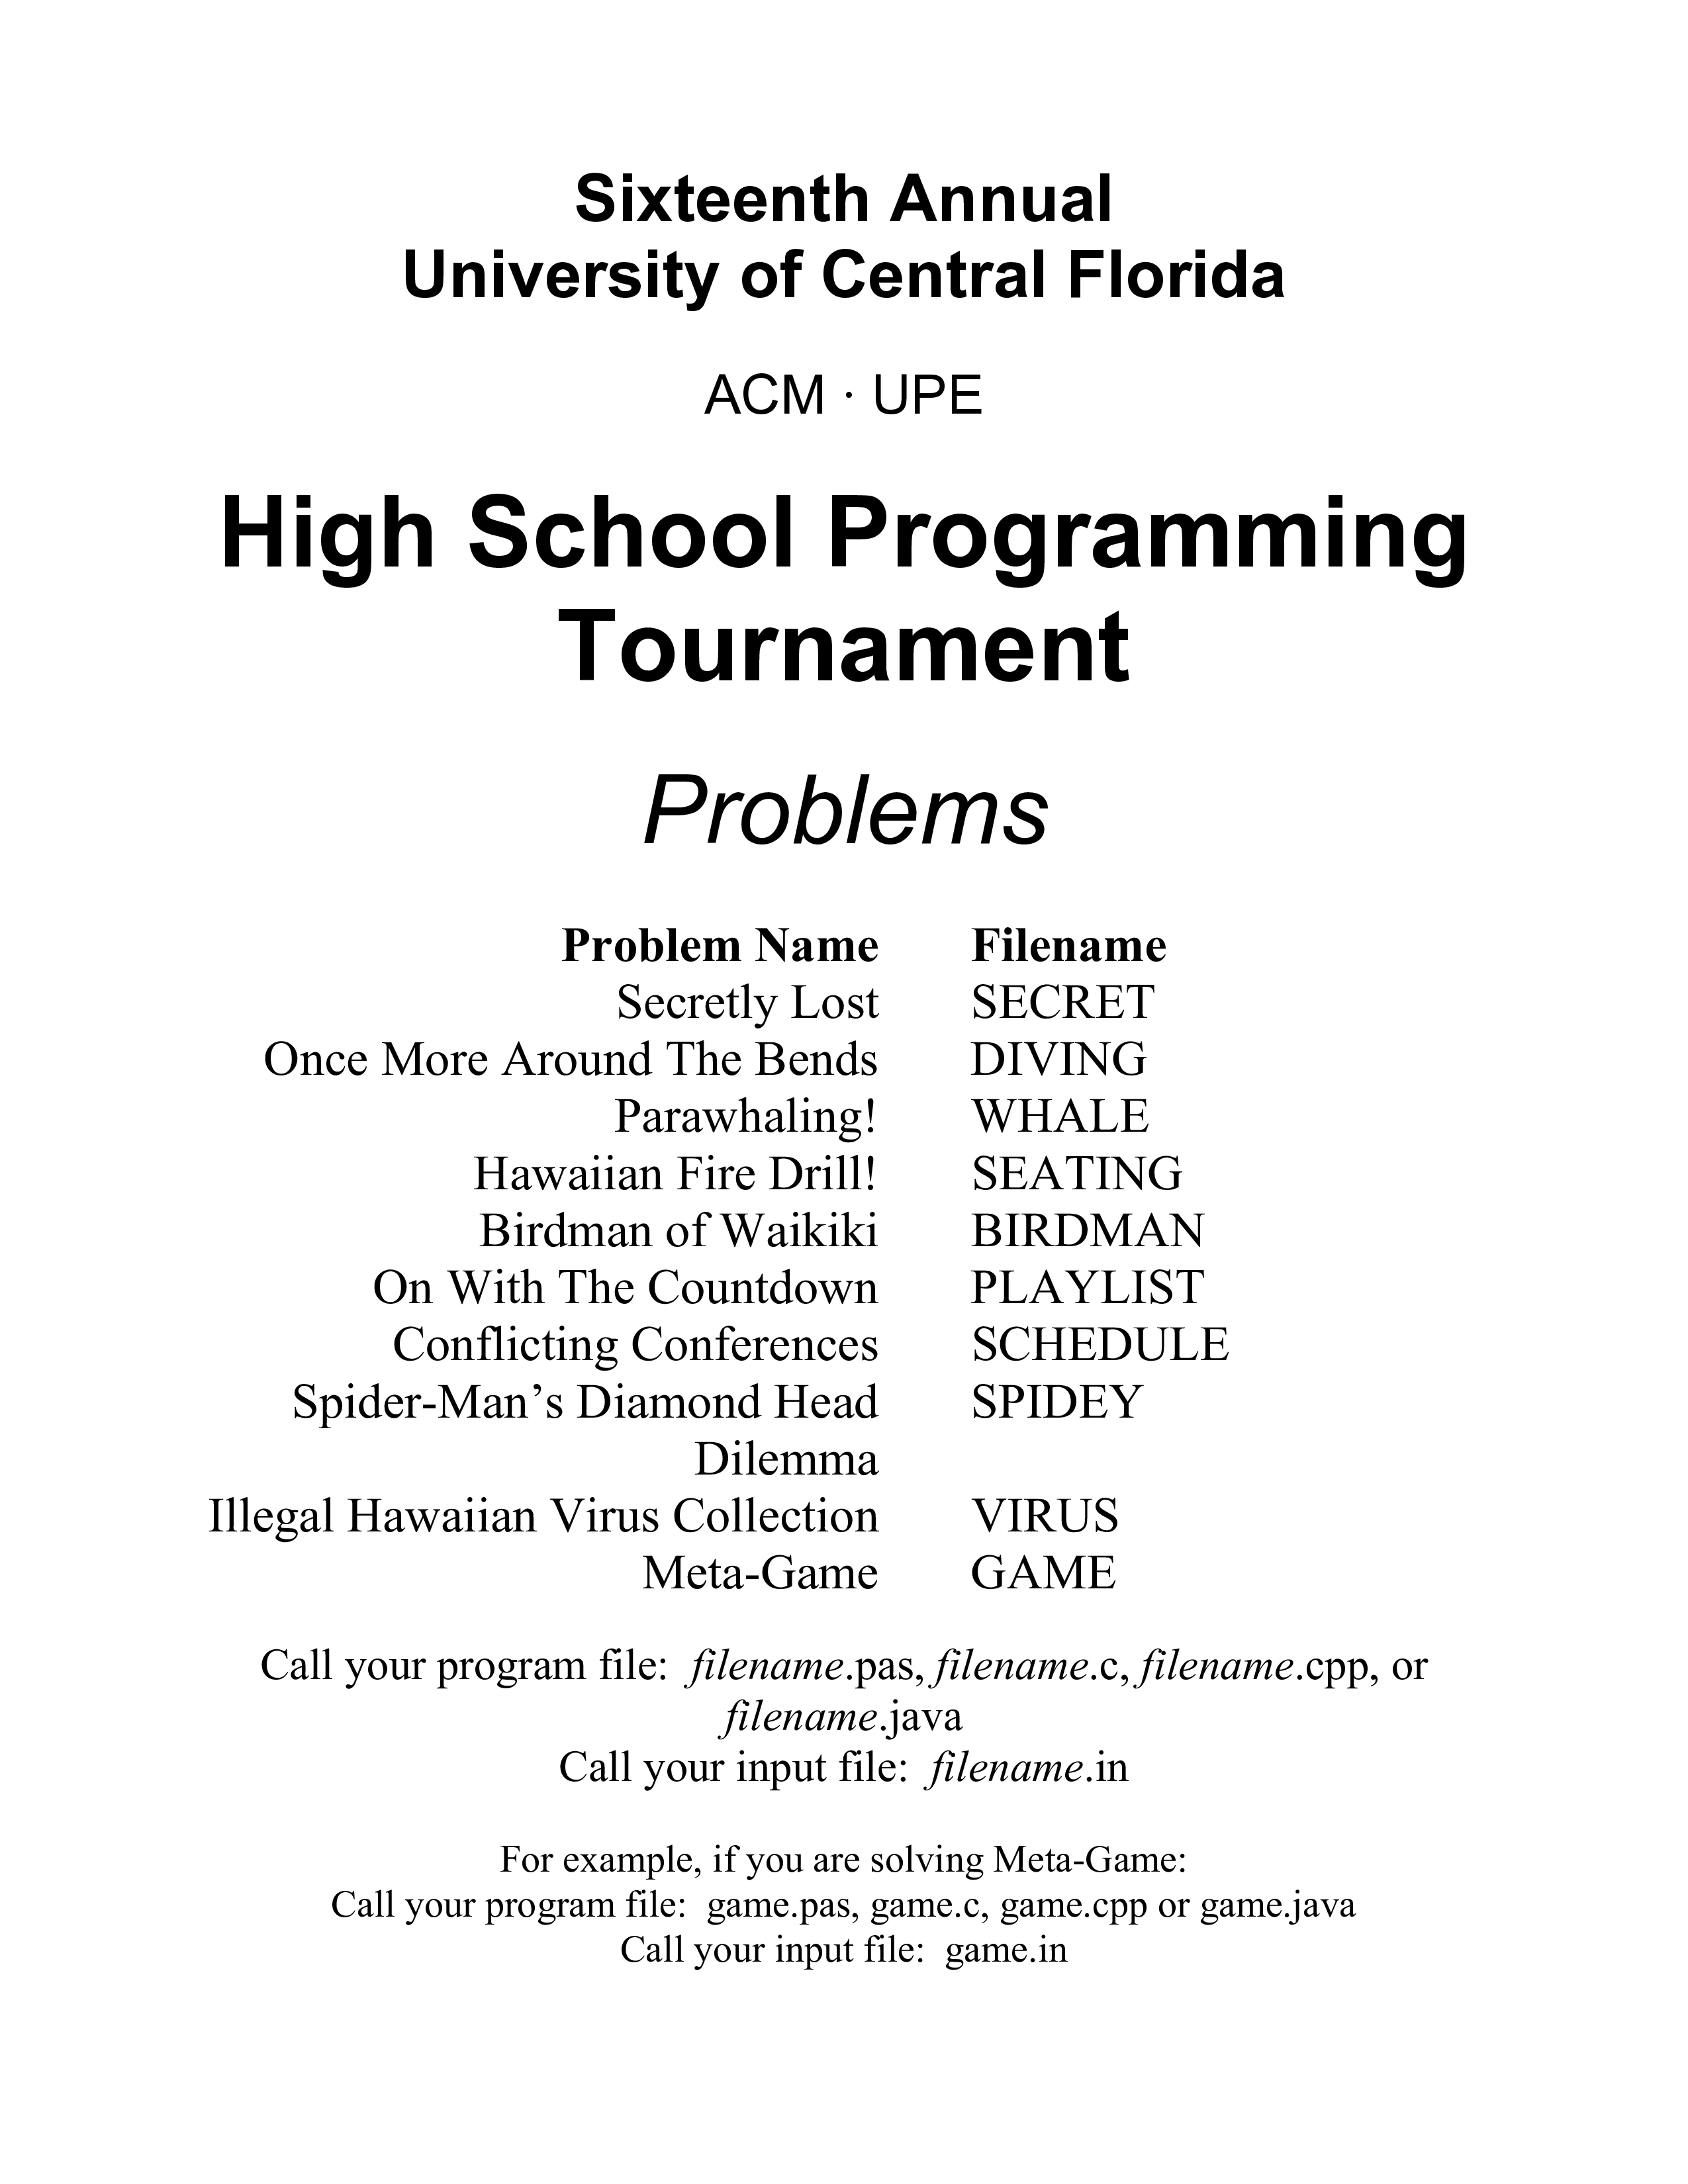 Sixteenth Annual
University of Central Florida
ACM · UPE
High School Programming
Tournament
Problems
Problem Name Filename
Secretly Lost SECRET
Once More Around The Bends DIVING
Parawhaling! WHALE
Hawaiian Fire Drill! SEATING
Birdman of Waikiki BIRDMAN
On With The Countdown PLAYLIST
Conflicting Conferences SCHEDULE
Spider-Man’s Diamond Head SPIDEY
Dilemma
Illegal Hawaiian Virus Collection VIRUS
Meta-Game GAME
Call your program file: filename.pas, filename.c, filename.cpp, or
filename.java
Call your input file: filename.in
For example, if you are solving Meta-Game:
Call your program file: game.pas, game.c, game.cpp or game.java
Call your input file: game.in